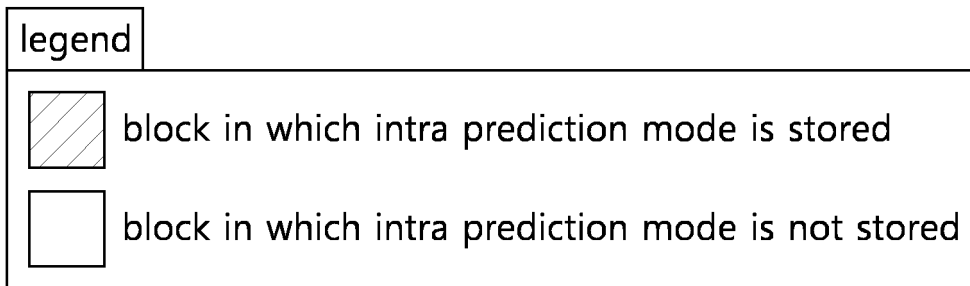 legend
block in which intra prediction mode is stored
block in which intra prediction mode is not stored